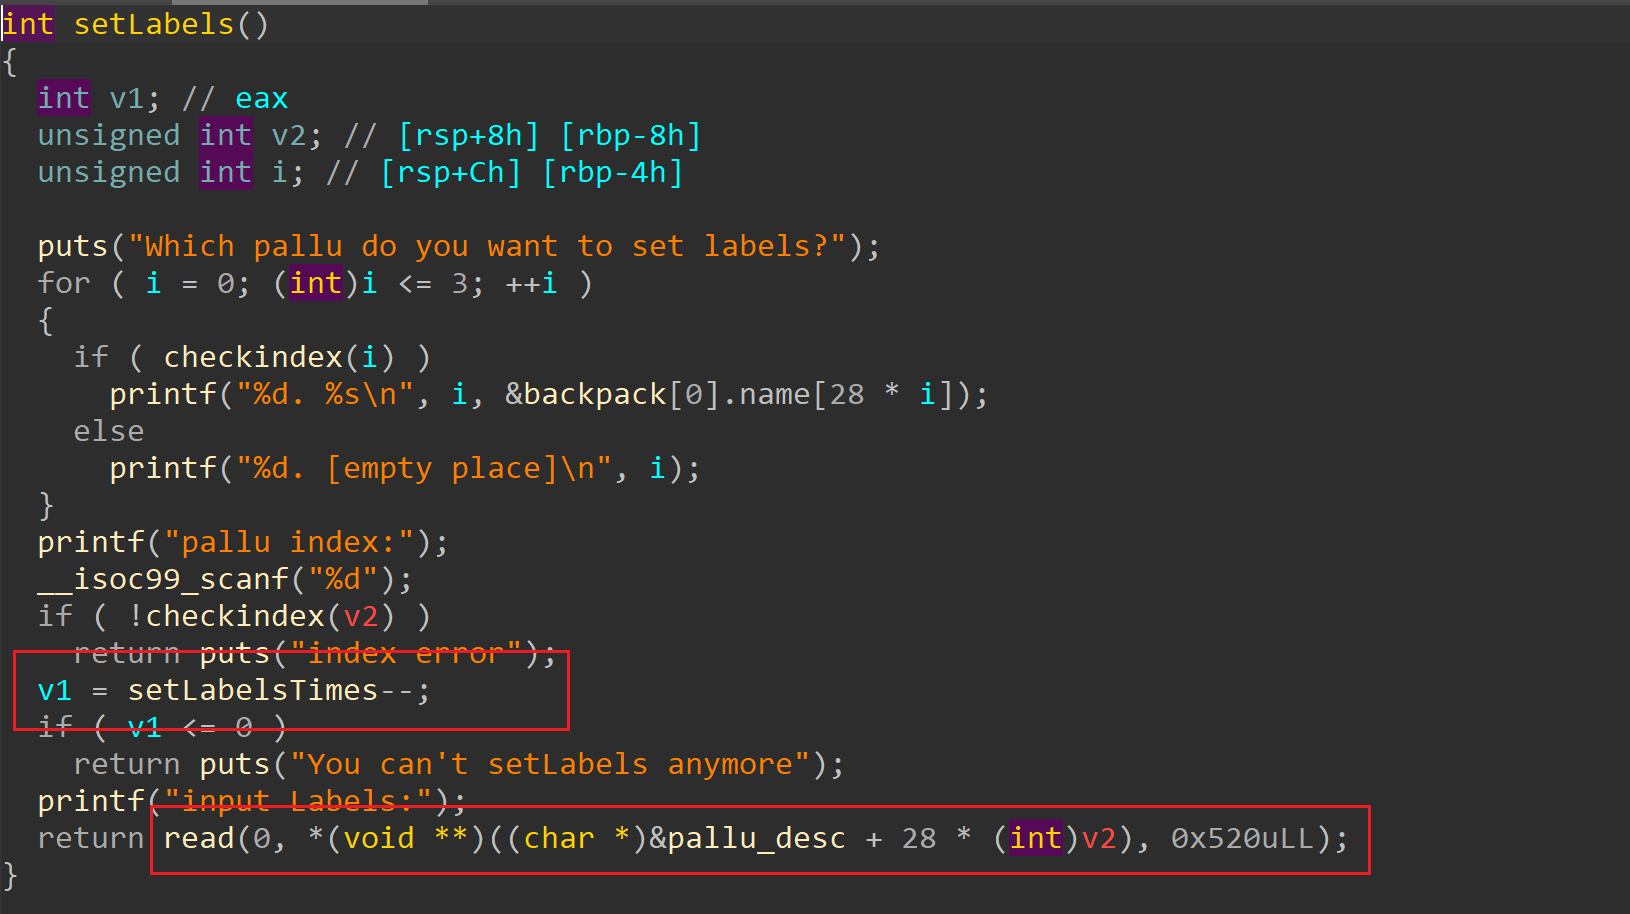 int setLabels()
{
  int v1; // eax
  unsigned int v2; // [rsp+8h] [rbp-8h]
  unsigned int i; // [rsp+Ch] [rbp-4h]

  puts("Which pallu do you want to set labels?");
  for ( i = 0; (int)i <= 3; ++i )
  {
    if ( checkindex(i) )
      printf("%d. %s\n", i, &backpack[0].name[28 * i]);
    else
      printf("%d. [empty place]\n", i);
  }
  printf("pallu index:");
  __isoc99_scanf("%d");
  if ( !checkindex(v2) )
    return puts("index error");
  v1 = setLabelsTimes--;
  if ( v1 <= 0 )
    return puts("You can't setLabels anymore");
  printf("input Labels:");
  return read(0, *(void **)((char *)&pallu_desc + 28 * (int)v2), 0x520uLL);
}